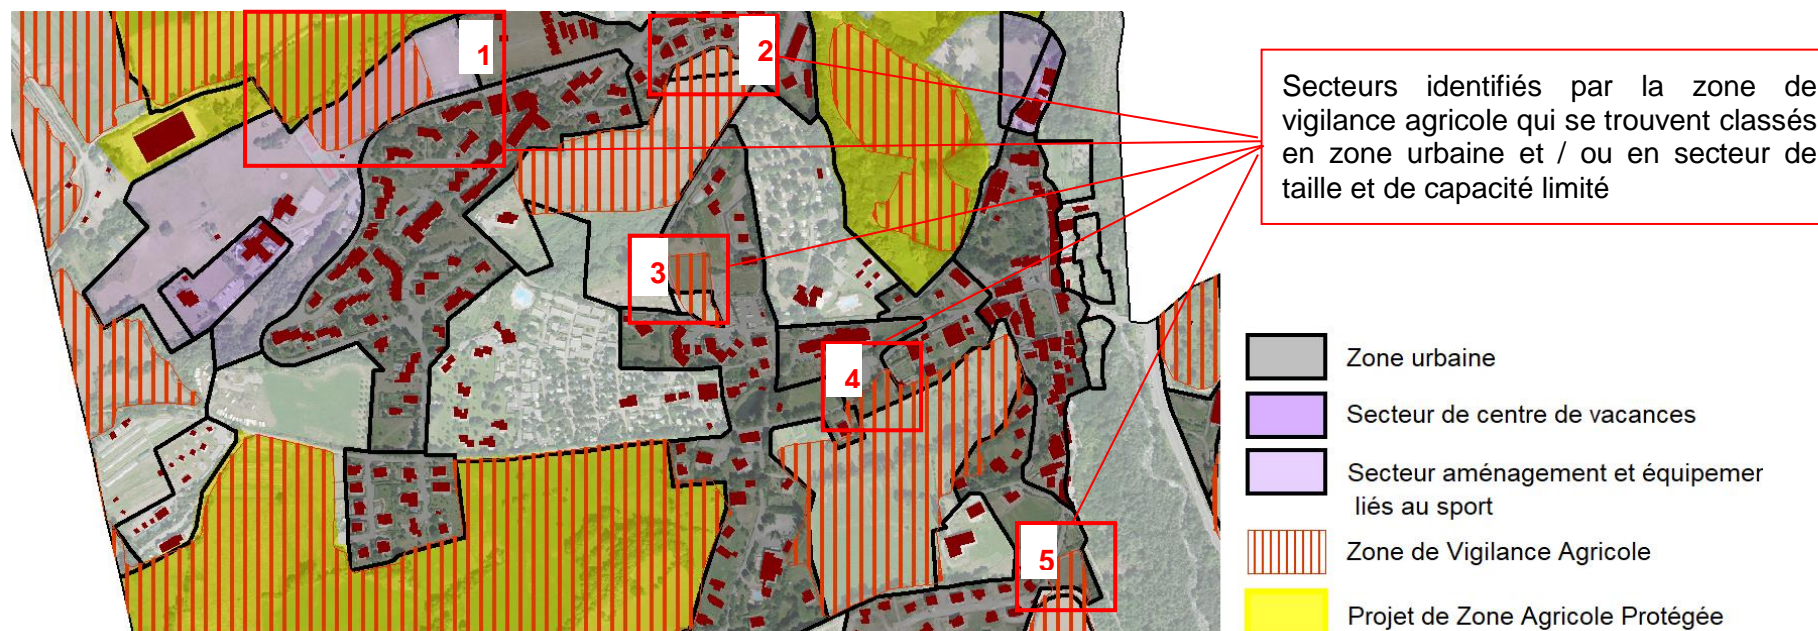 1
2
3
4
5
Secteurs identifiés par la zone de
vigilance agricole qui se trouvent classés
en zone urbaine et / ou en secteur de
taille et de capacité limité
Zone urbaine
Secteur de centre de vacances
Secteur aménagement et équipemer
liés au sport
Zone de Vigilance Agricole
Projet de Zone Agricole Protégée